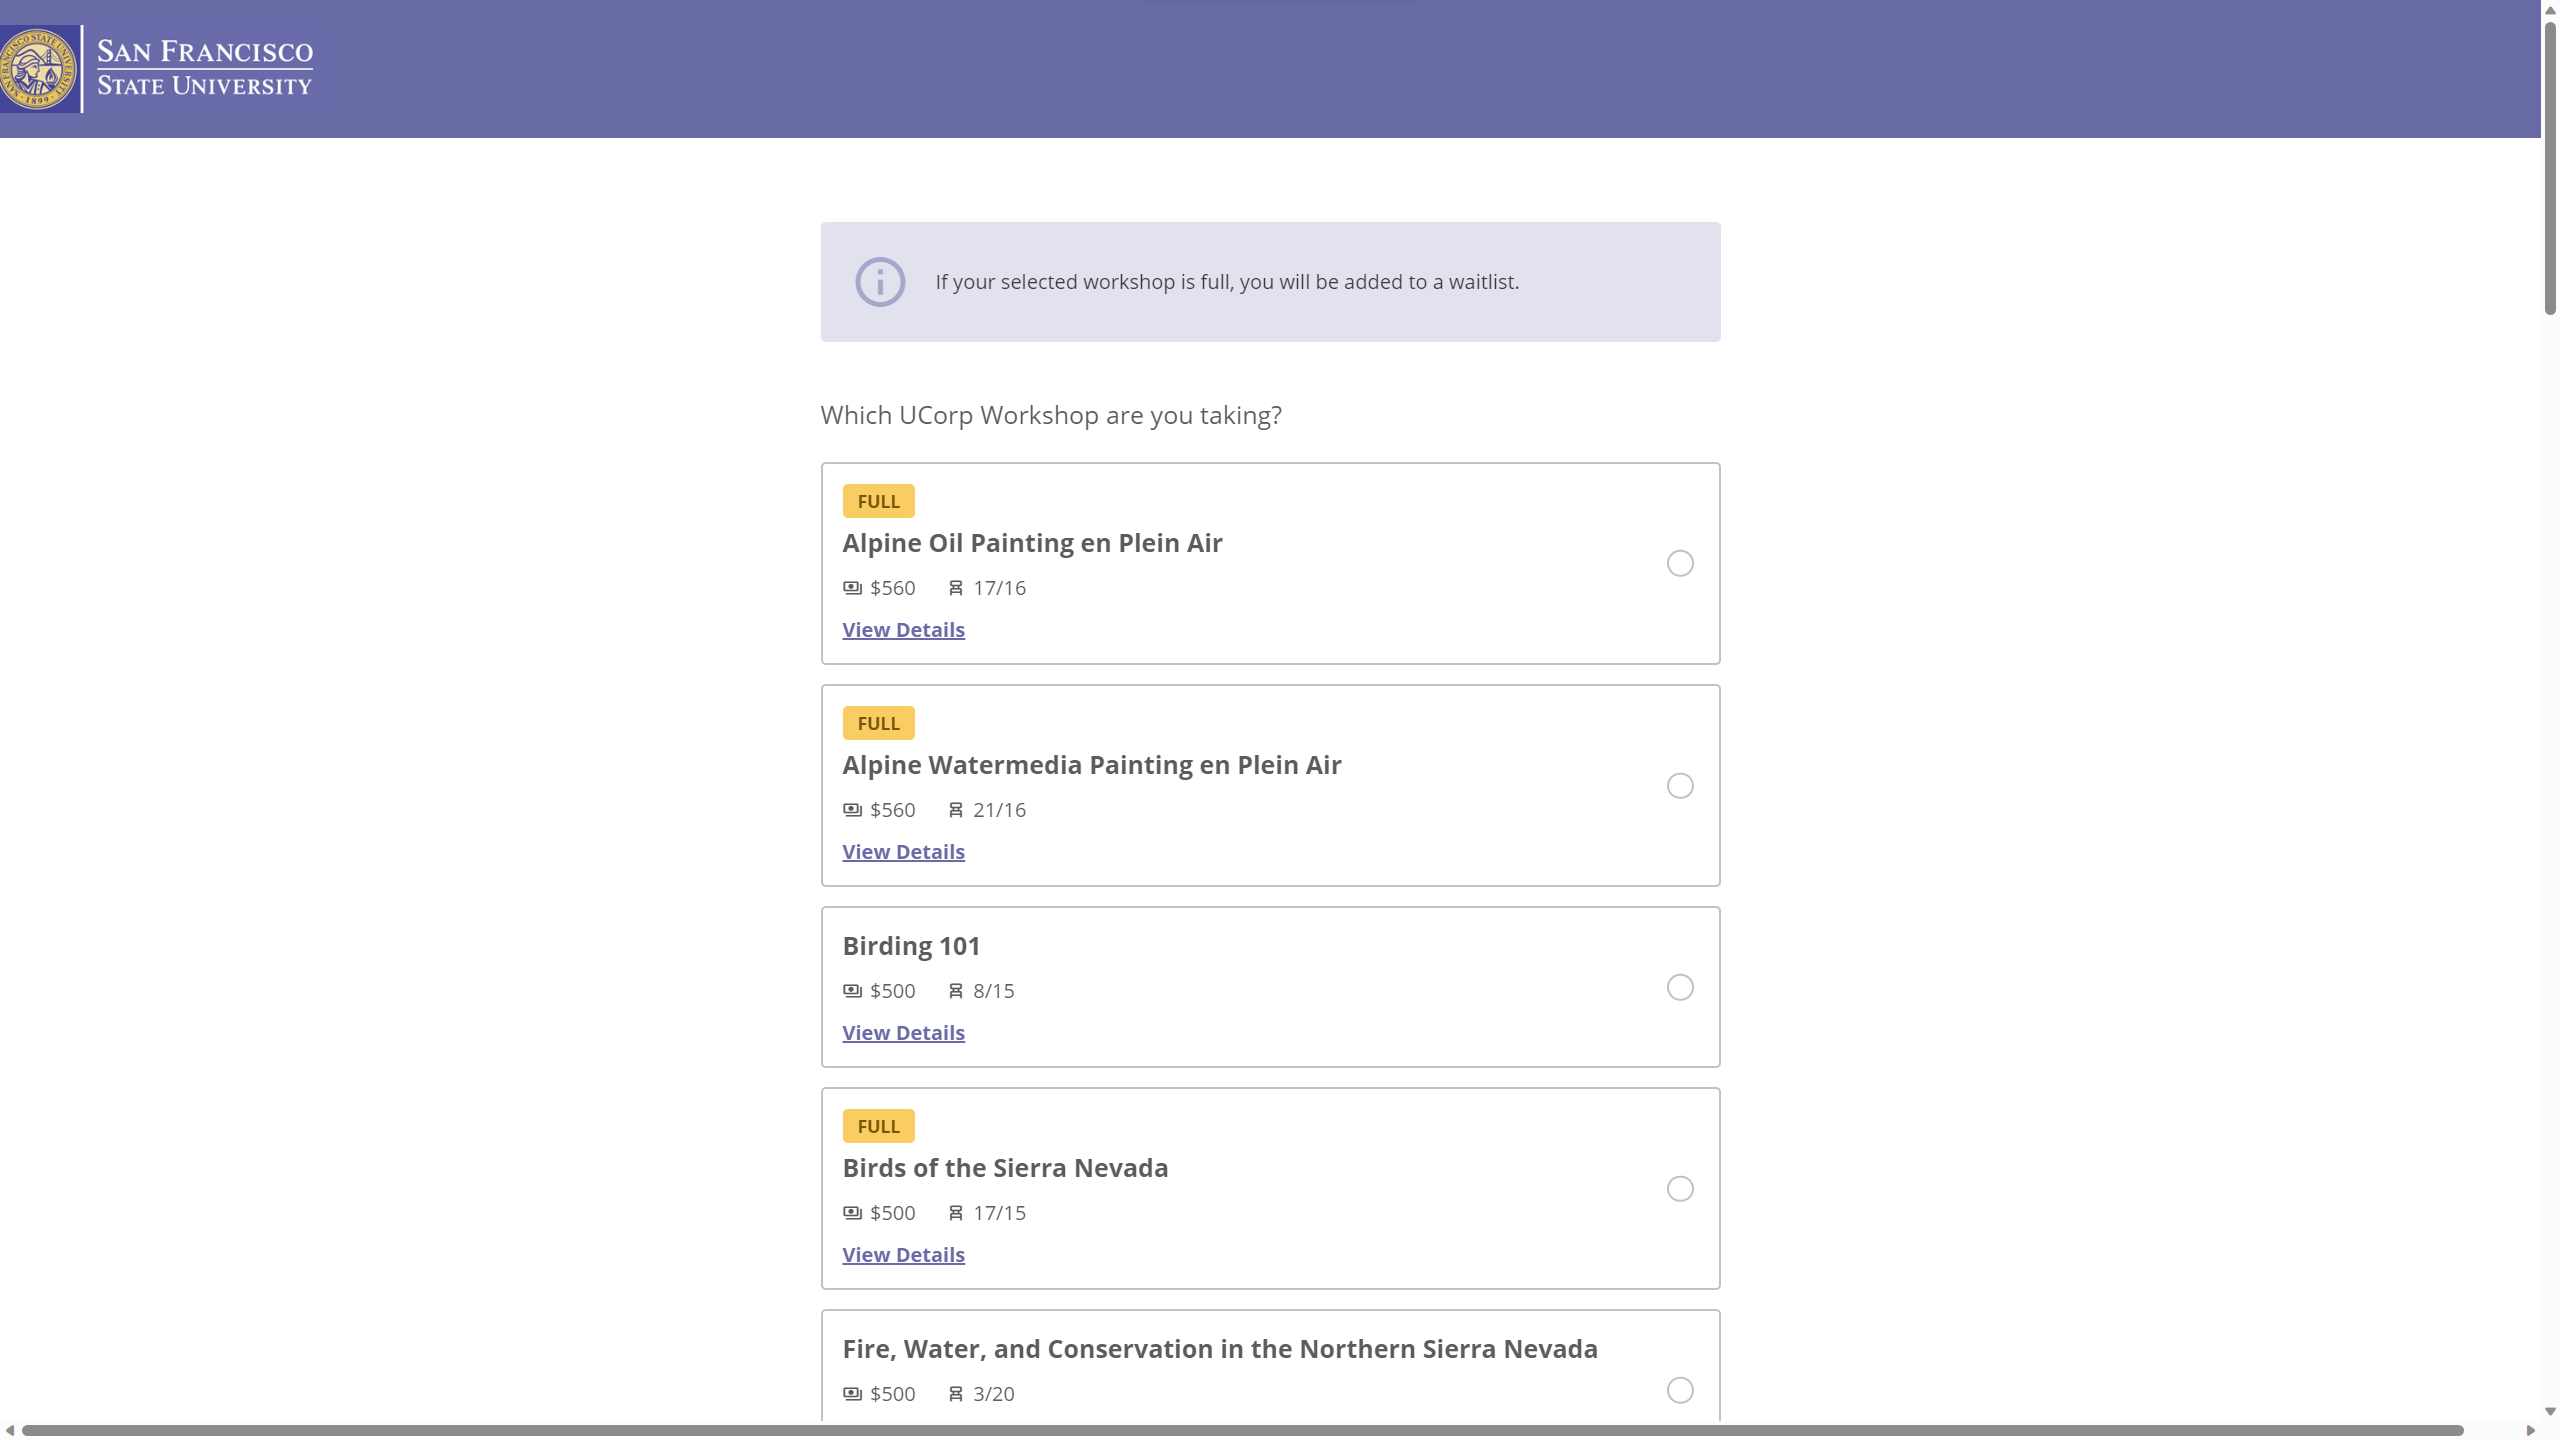 SAN FRANCISCO
STATE UNIVERSITY
If your selected workshop is full, you will be added to a waitlist.
Which UCorp Workshop are you taking?
FULL
Alpine Oil Painting en Plein Air
$560 17/16
View Details
FULL
Alpine Watermedia Painting en Plein Air
$560 21/16
View Details
Birding 101
$500 8/15
View Details
FULL
Birds of the Sierra Nevada
$500 17/15
View Details
Fire, Water, and Conservation in the Northern Sierra Nevada
$500 3/20